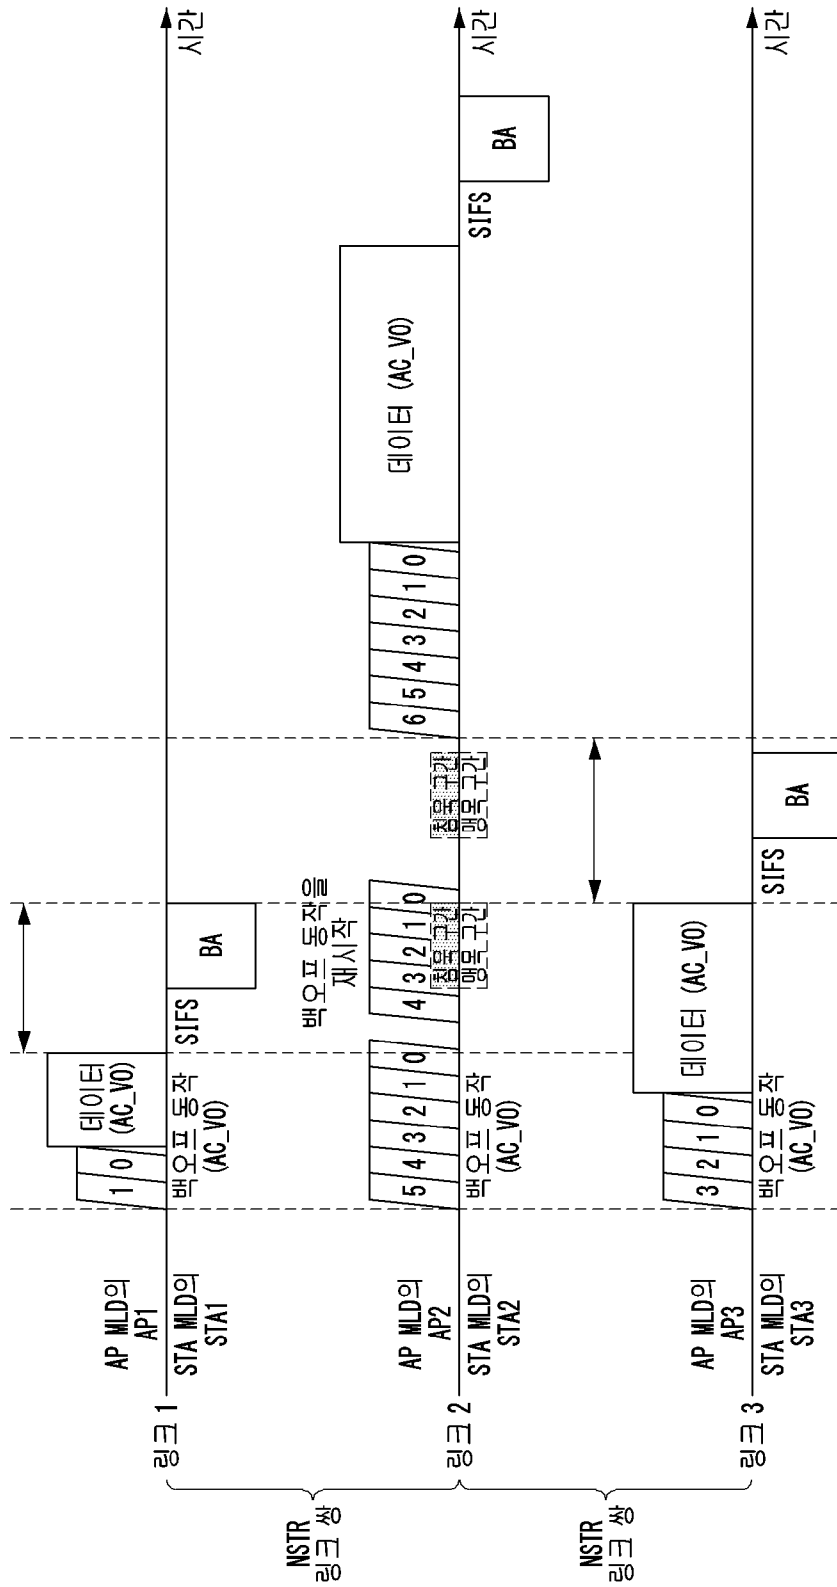 NSTR
링크 쌍
NSTR
링크 쌍
링크 1
AP MLD의
AP1
STA MLD의
STA1
1 0
백오프 동작
(AC_VO)
데이터
(AC_VO)
SIFS
BA
시간
링크 2
AP MLD의
AP2
STA MLD의
STA2
5 4 3 2 1 0
백오프 동작
(AC_VO)
백오프 동작을
재시작
4 3 2 1 0
구간
맹목 구간
구간
맹목 구간
6 5 4 3 2 1 0
데이터 (AC_VO)
SIFS
BA
시간
링크 3
AP MLD의
AP3
STA MLD의
STA3
3 2 1 0
백오프 동작
(AC_VO)
데이터 (AC_VO)
SIFS
BA
시간